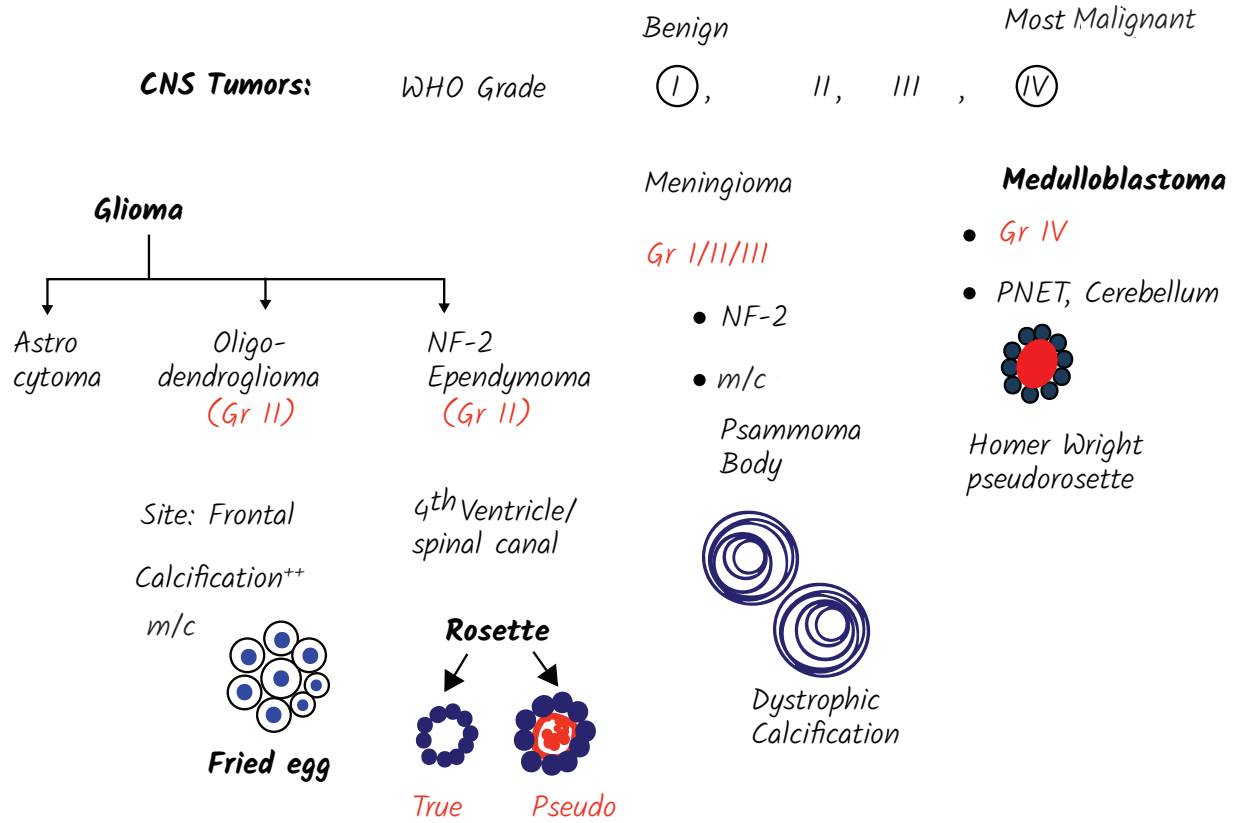 Benign
Most Malignant
CNS Tumors:
WHO Grade
I, II, III, IV
Glioma
Astro
cytoma
Oligo-
dendroglioma
(Gr II)
NF-2
Ependymoma
(Gr II)
Site: Frontal
Calcification++
m/c
Fried egg
4th Ventricle/
spinal canal
Rosette
True
Pseudo
Meningioma
Gr I/II/III
• NF-2
• m/c
Psammoma
Body
Dystrophic
Calcification
Medulloblastoma
• Gr IV
• PNET, Cerebellum
Homer Wright
pseudorosette